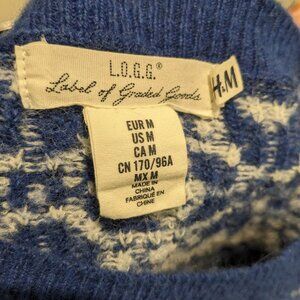 L.O.G.G.®
Label of Graded Goods
H&M
EUR M
US M
CA M
CN 170/96A
MX M
MADE IN
CHINA
FABRIQUÉ EN
CHINE